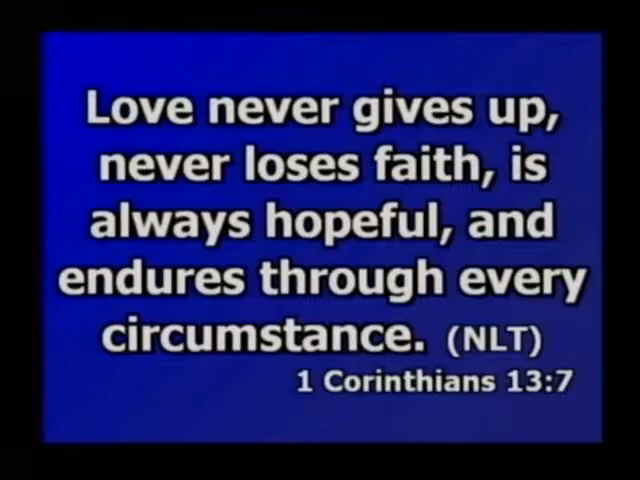 Love never gives up,
never loses faith, is
always hopeful, and
endures through every
circumstance. (NLT)
1 Corinthians 13:7